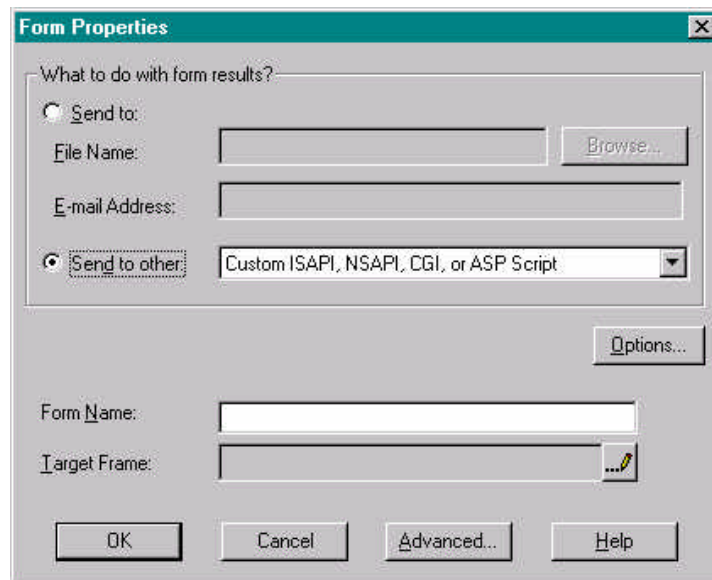 Form Properties
What to do with form results?
Send to:
File Name:
Browse...
E-mail Address:
Send to other:
Custom ISAPI, NSAPI, CGI, or ASP Script
Options...
Form Name:
Target Frame:
...
OK
Cancel
Advanced...
Help